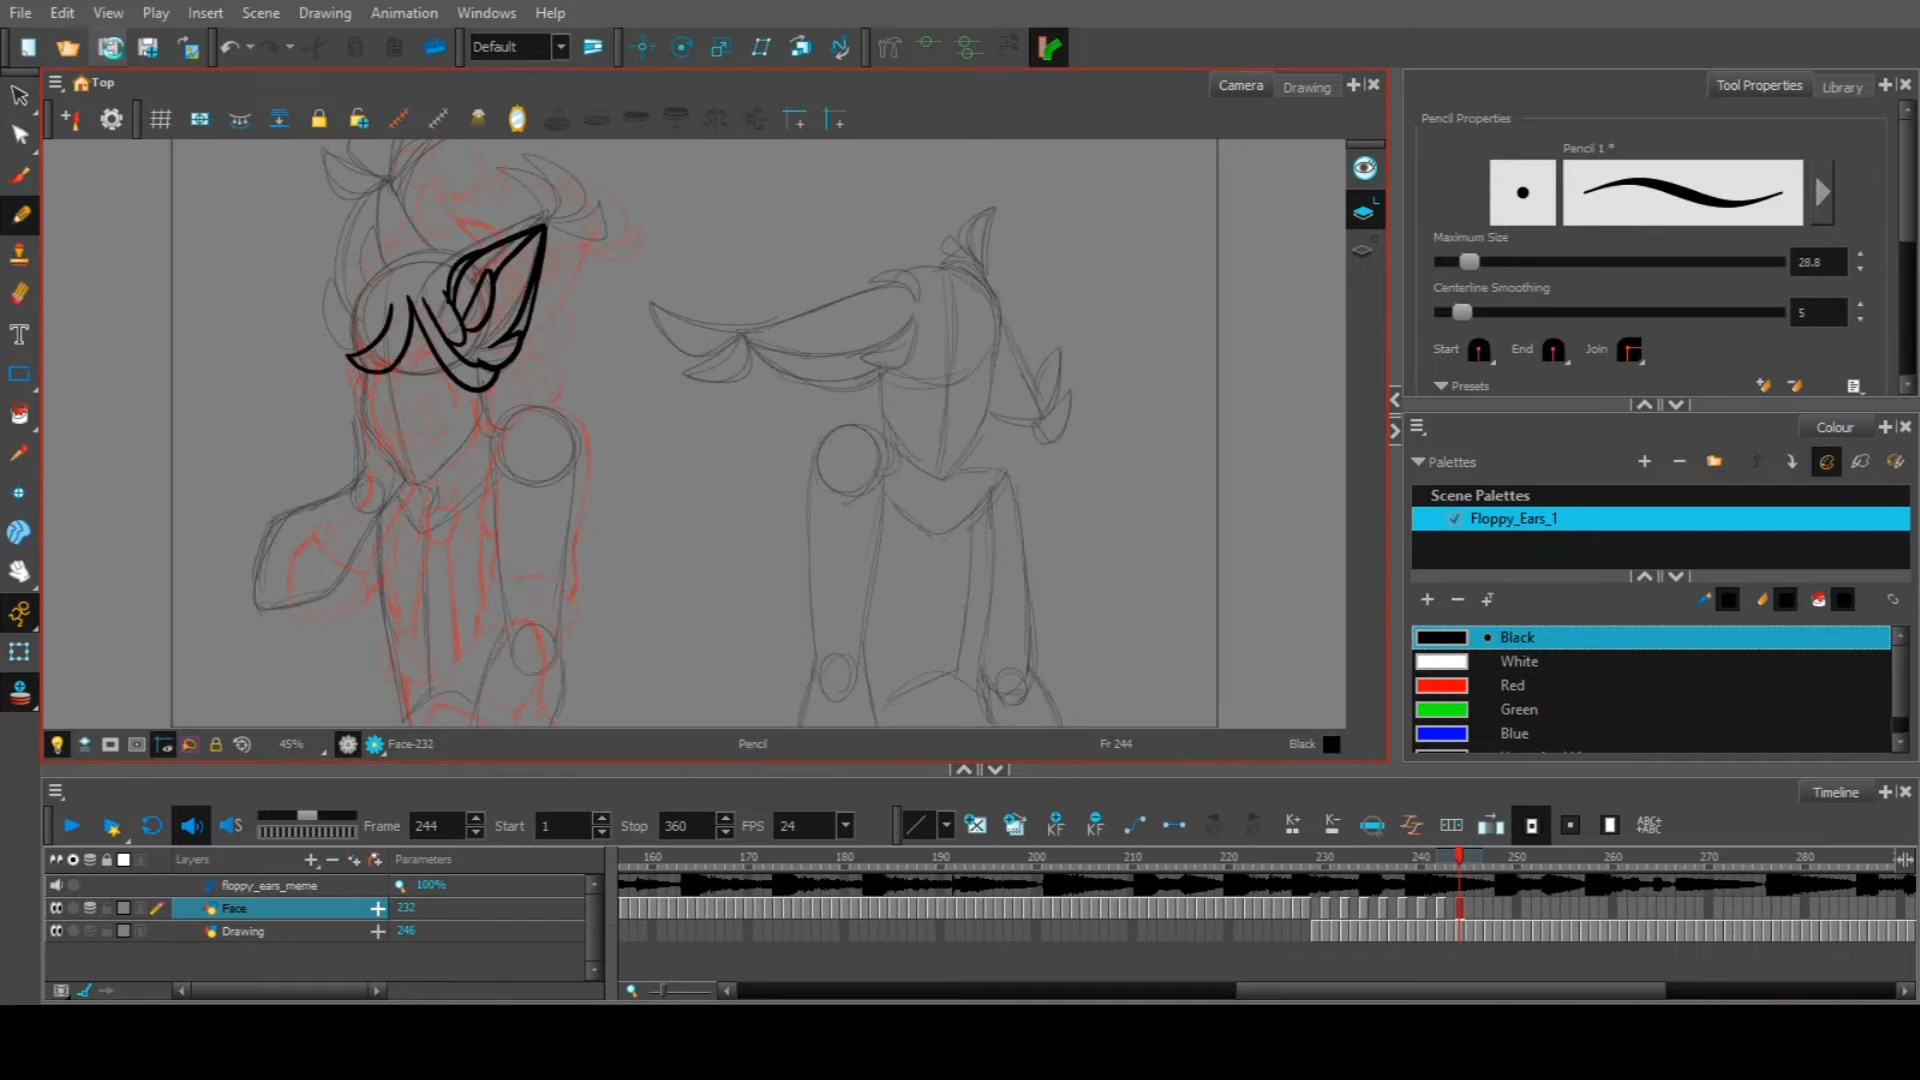 File Edit View Play Insert Scene Drawing Animation Windows Help
Default
Top
Camera Drawing
Tool Properties Library
Pencil Properties
Pencil 1 *
Maximum Size
28.8
Centerline Smoothing
5
Start End Join
Presets
Colour
Palettes
Scene Palettes
Floppy_Ears_1
Black
White
Red
Green
Blue
45% Face-232 Pencil Fr 244 Black
Timeline
Frame 244 Start 1 Stop 360 FPS 24
Layers Parameters
160 170 180 190 200 210 220 230 240 250 260 270 280
floppy_ears_meme 100%
Face 232
Drawing 246